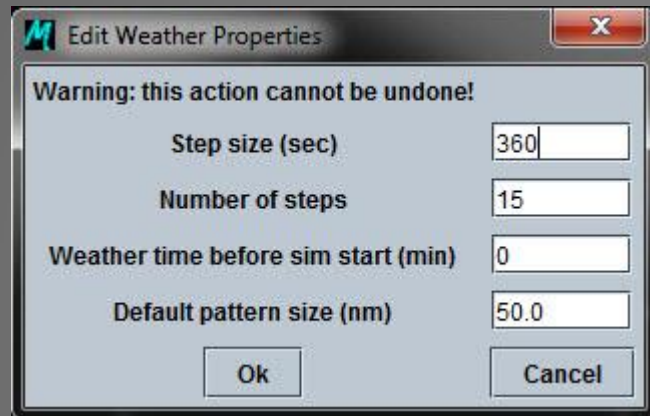 Edit Weather Properties
Warning: this action cannot be undone!
Step size (sec) 360
Number of steps 15
Weather time before sim start (min) 0
Default pattern size (nm) 50.0
Ok Cancel